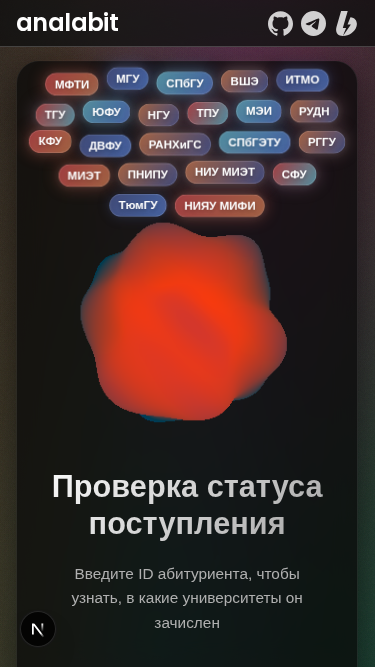 analabit
МФТИ МГУ СПбГУ ВШЭ ИТМО
ТГУ ЮФУ НГУ ТПУ МЭИ РУДН
КФУ ДВФУ РАНХиГС СПбГЭТУ РГГУ
МИЭТ ПНИПУ НИУ МИЭТ СФУ
ТюмГУ НИЯУ МИФИ
Проверка статуса
поступления
Введите ID абитуриента, чтобы
узнать, в какие университеты он
зачислен
N